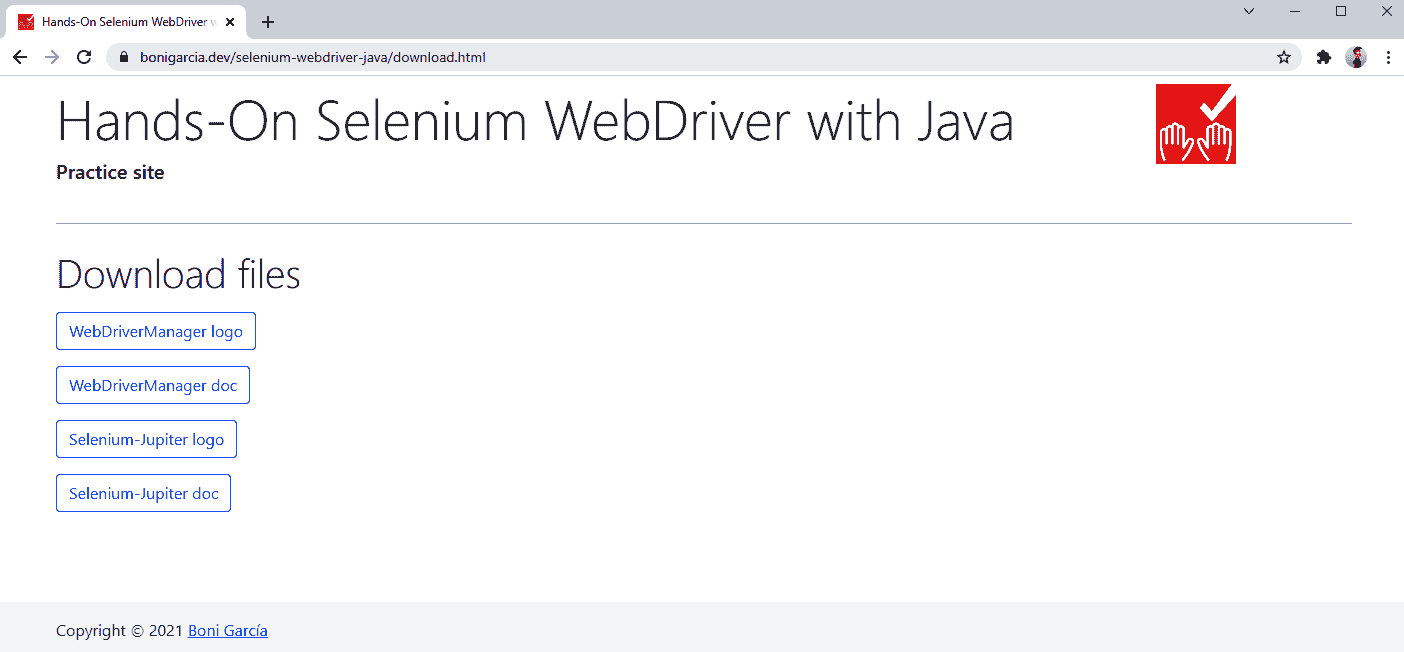 Hands-On Selenium WebDriver w
bonigarcia.dev/selenium-webdriver-java/download.html
Hands-On Selenium WebDriver with Java
Practice site
Download files
WebDriverManager logo
WebDriverManager doc
Selenium-Jupiter logo
Selenium-Jupiter doc
Copyright © 2021 Boni García